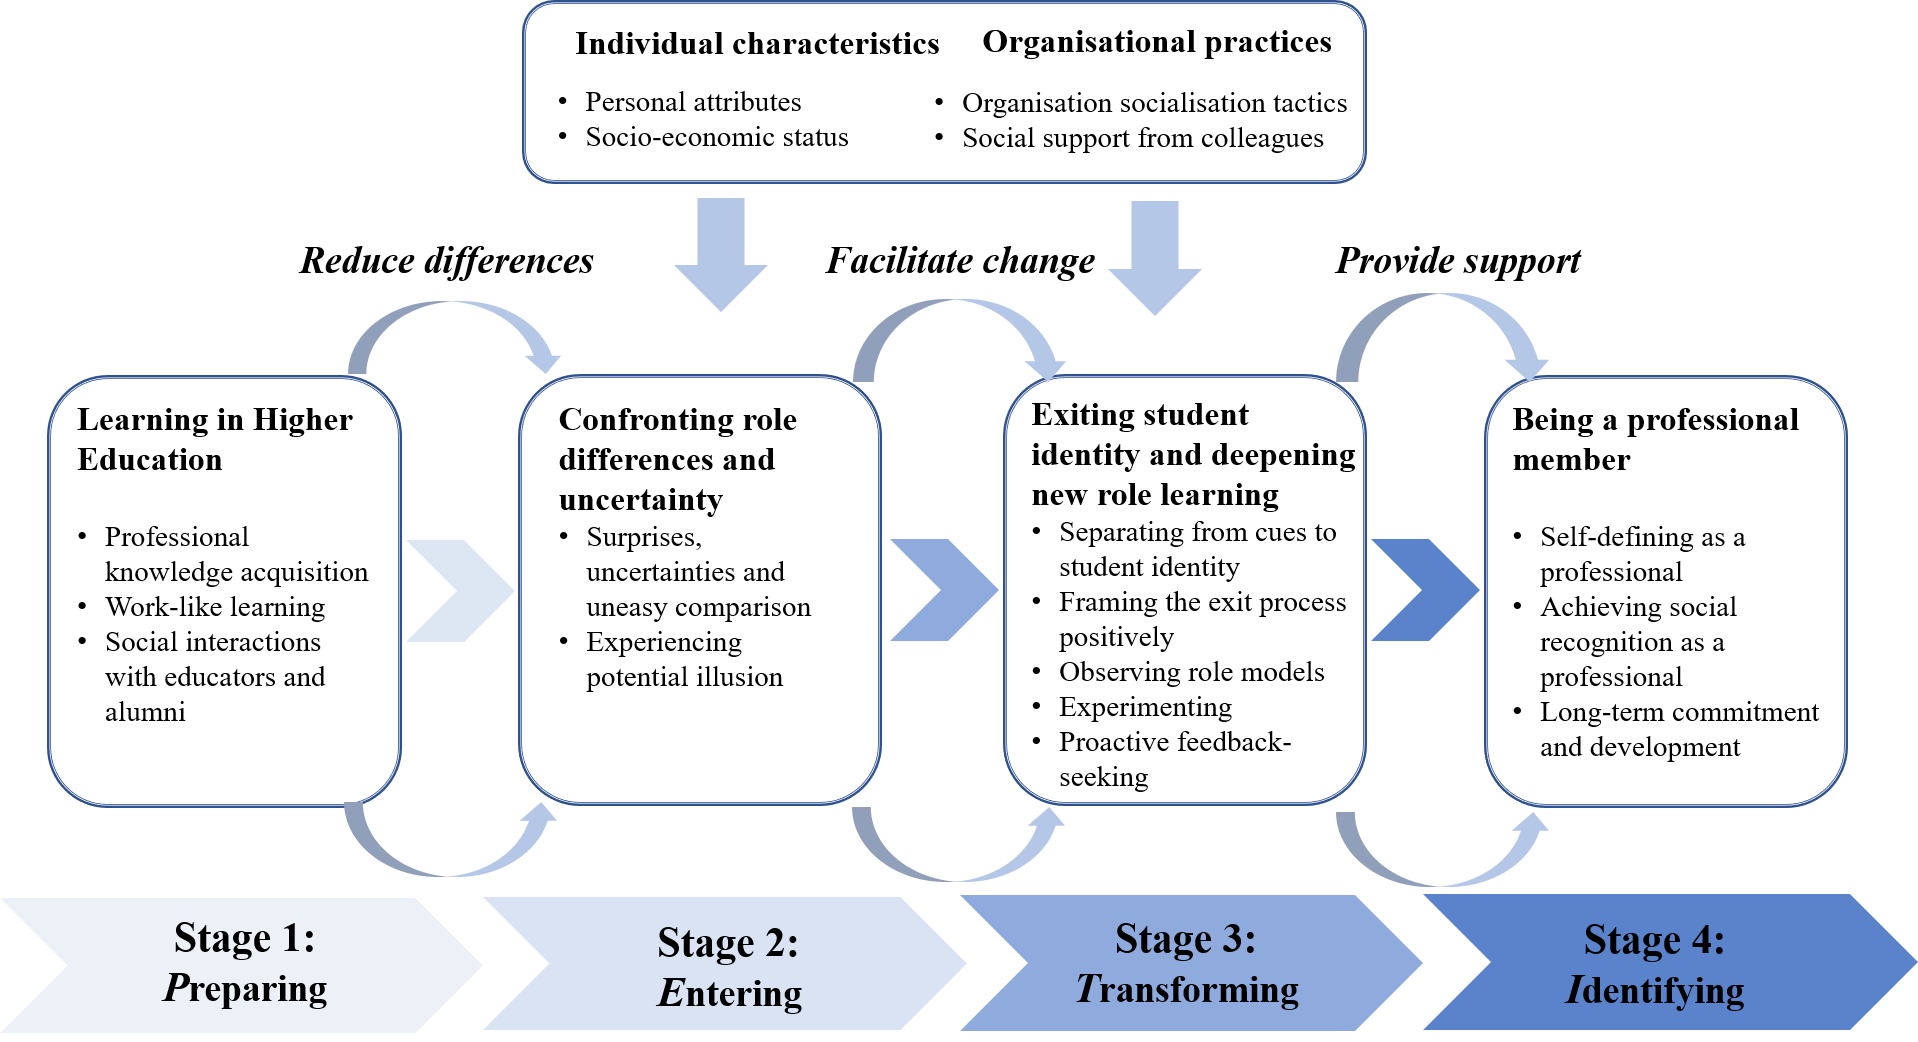 Individual characteristics
• Personal attributes
• Socio-economic status
Organisational practices
• Organisation socialisation tactics
• Social support from colleagues
Reduce differences
Facilitate change
Provide support
Learning in Higher
Education
• Professional
knowledge acquisition
• Work-like learning
• Social interactions
with educators and
alumni
Confronting role
differences and
uncertainty
• Surprises,
uncertainties and
uneasy comparison
• Experiencing
potential illusion
Exiting student
identity and deepening
new role learning
• Separating from cues to
student identity
• Framing the exit process
positively
• Observing role models
• Experimenting
• Proactive feedback-
seeking
Being a professional
member
• Self-defining as a
professional
• Achieving social
recognition as a
professional
• Long-term commitment
and development
Stage 1:
Preparing
Stage 2:
Entering
Stage 3:
Transforming
Stage 4:
Identifying